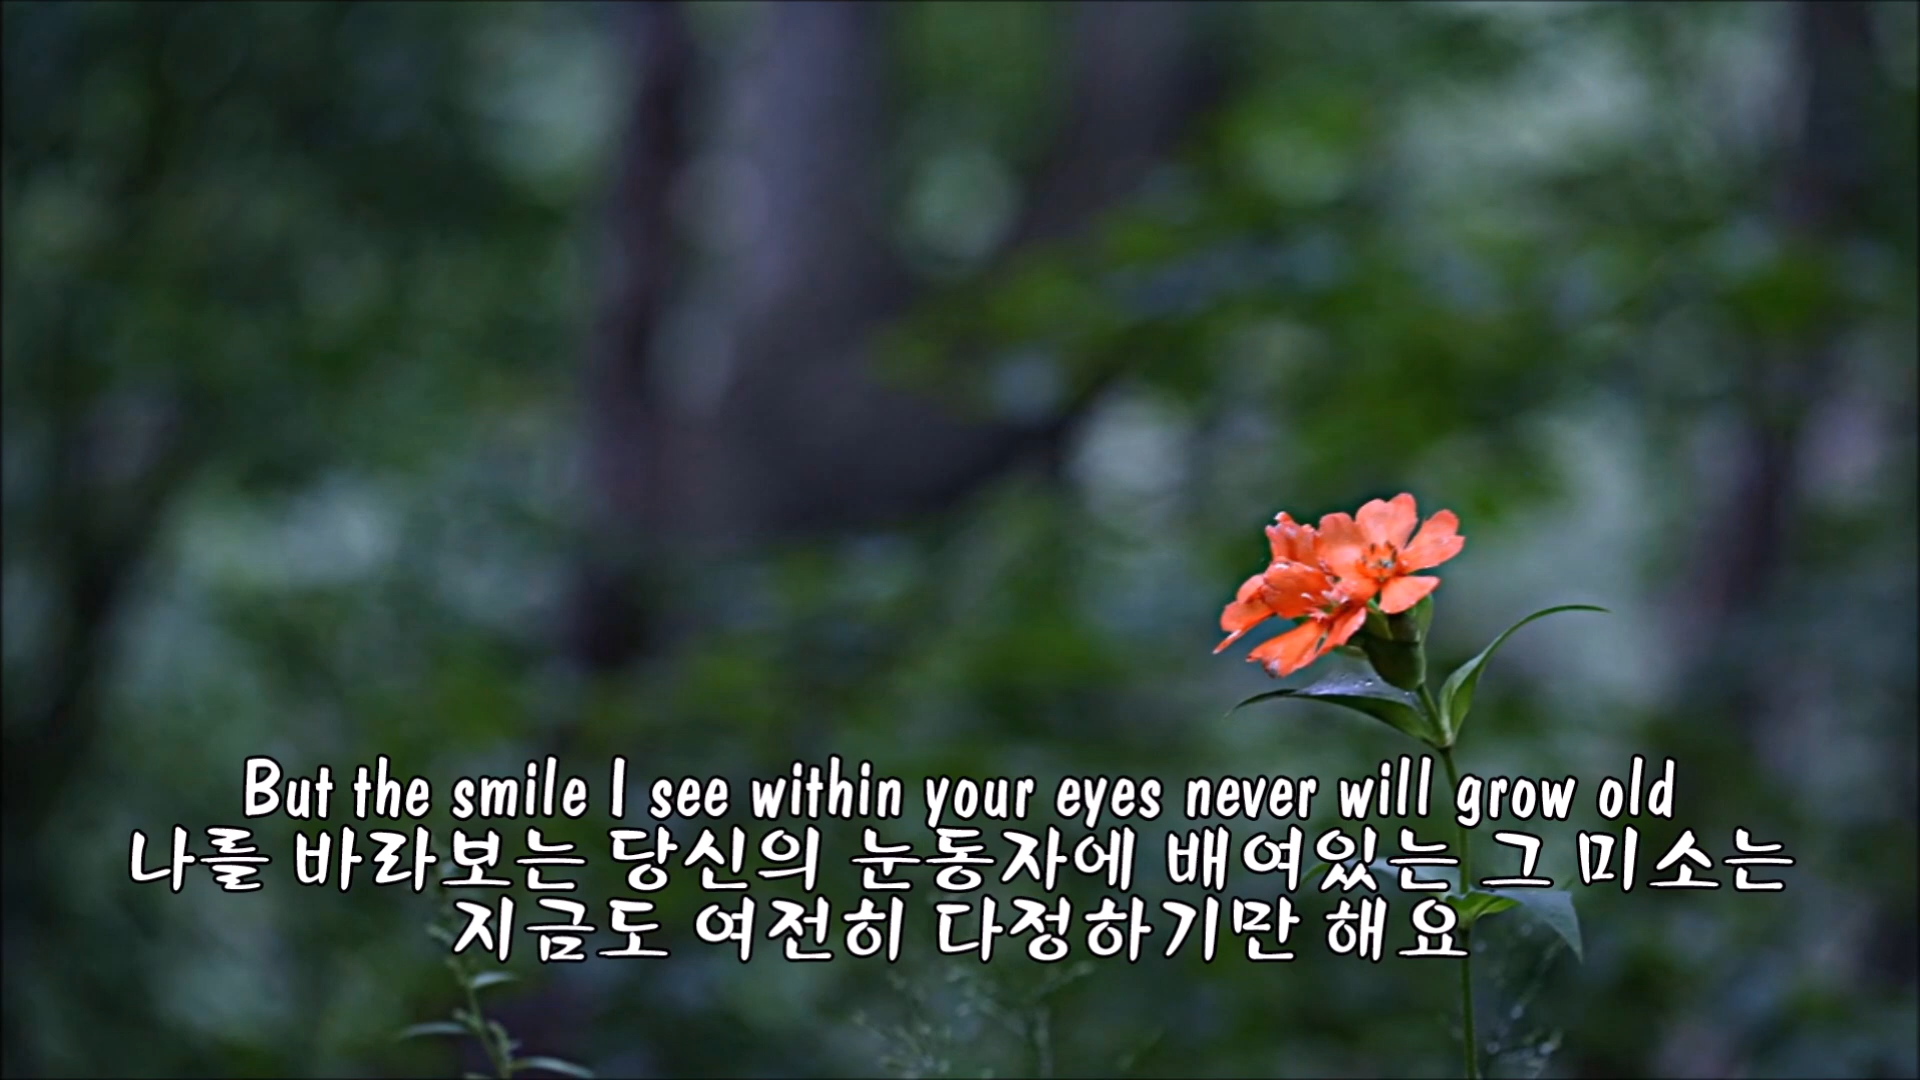 But the smile I see within your eyes never will grow old
나를 바라보는 당신의 눈동자에 배여있는 그 미소는
지금도 여전히 다정하기만 해요